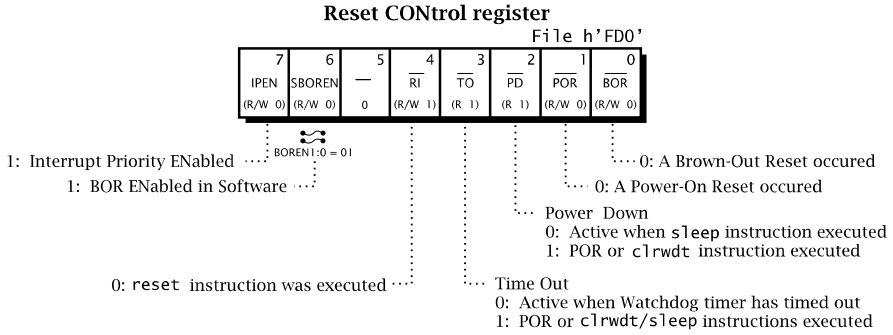 Reset CONtrol register
File h'FD0'
7 6 5 4 3 2 1 0
IPEN SBOREN — RI TO PD POR BOR
(R/W 0) (R/W 0) 0 (R/W 1) (R 1) (R 1) (R/W 0) (R/W 0)
BOREN1:0 = 01
1: Interrupt Priority ENabled
0: A Brown-Out Reset occured
1: BOR ENabled in Software
0: A Power-On Reset occured
Power Down
0: Active when sleep instruction executed
1: POR or clrwdt instruction executed
0: reset instruction was executed
Time Out
0: Active when Watchdog timer has timed out
1: POR or clrwdt/sleep instructions executed